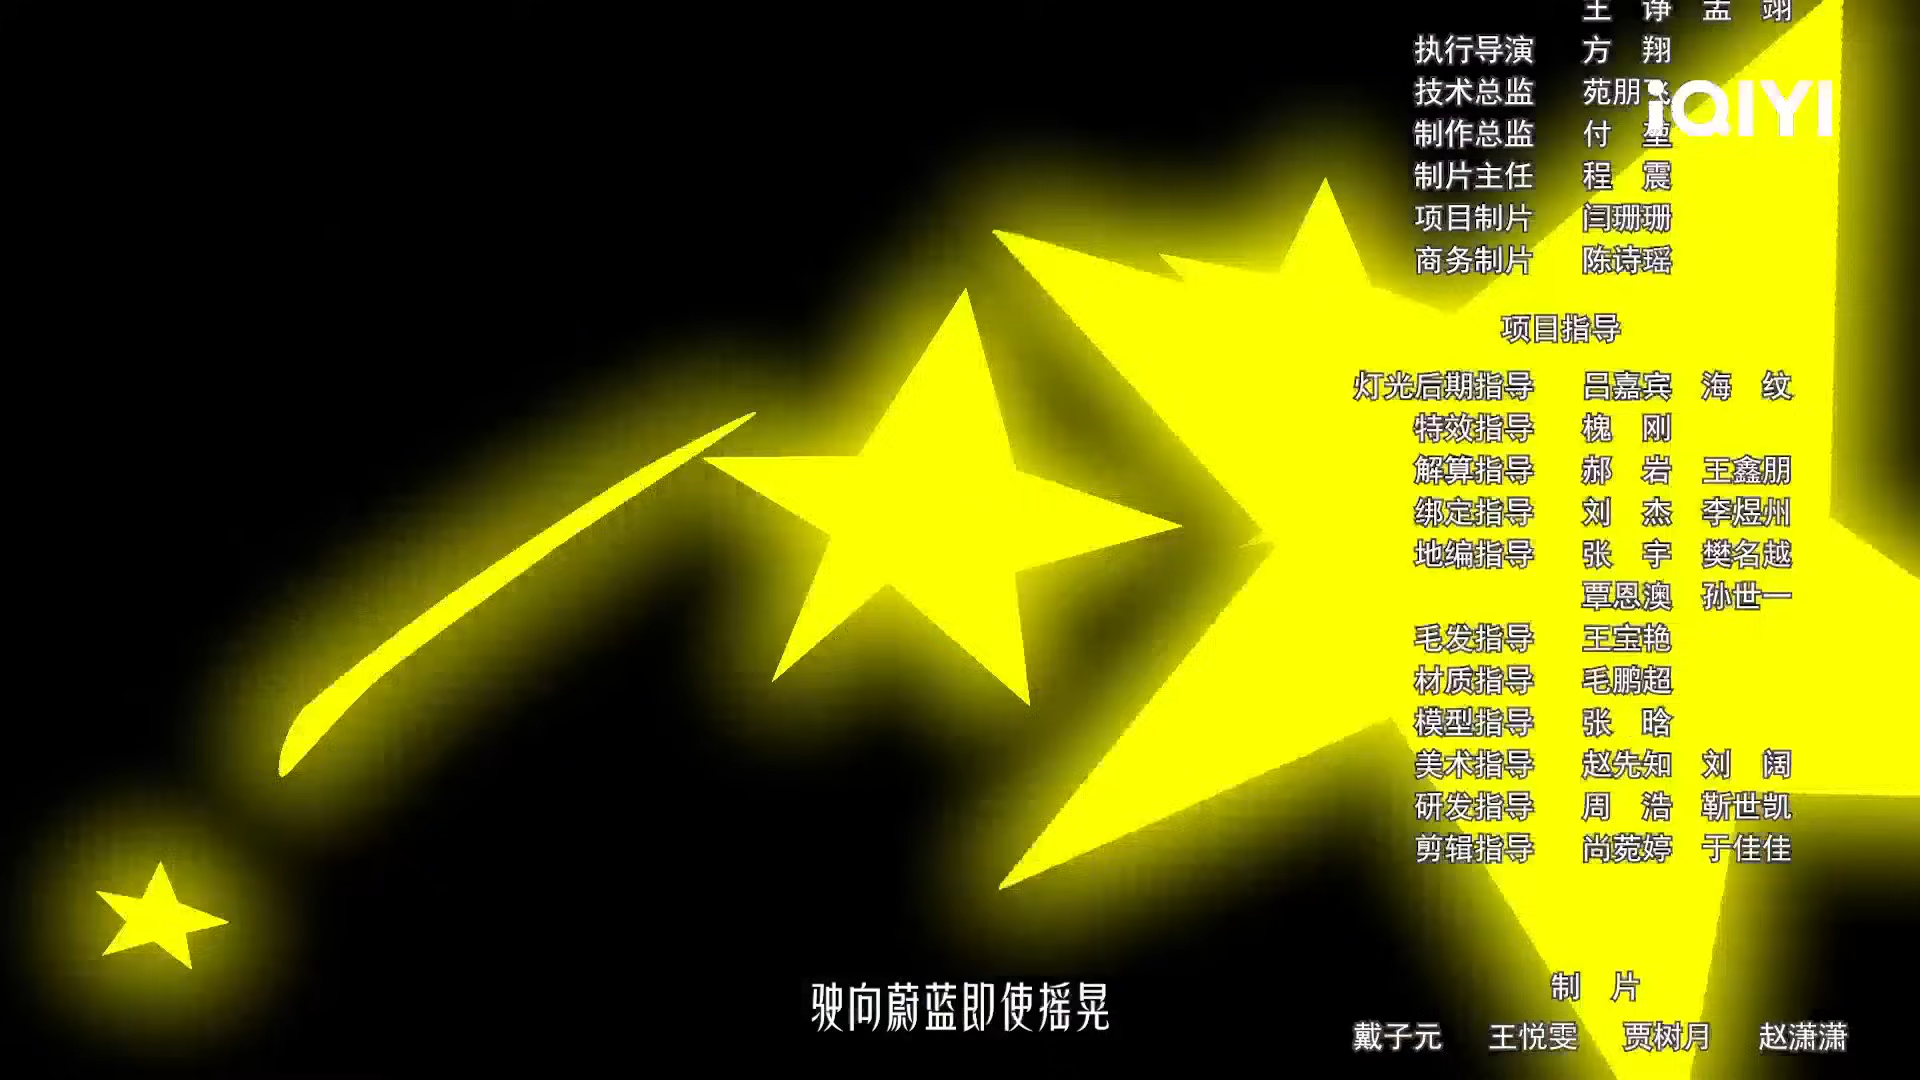 王　诤　孟　翊
执行导演　方　翔
技术总监　苑朋飞
iQIYI
制作总监　付　堃
制片主任　程　震
项目制片　闫珊珊
商务制片　陈诗瑶
项目指导
灯光后期指导　吕嘉宾　海　纹
特效指导　槐　刚
解算指导　郝　岩　王鑫朋
绑定指导　刘　杰　李煜州
地编指导　张　宇　樊名越
覃恩澳　孙世一
毛发指导　王宝艳
材质指导　毛鹏超
模型指导　张　晗
美术指导　赵先知　刘　阔
研发指导　周　浩　靳世凯
剪辑指导　尚菀婷　于佳佳
制　片
戴子元　王悦雯　贾树月　赵潇潇
驶向蔚蓝即使摇晃